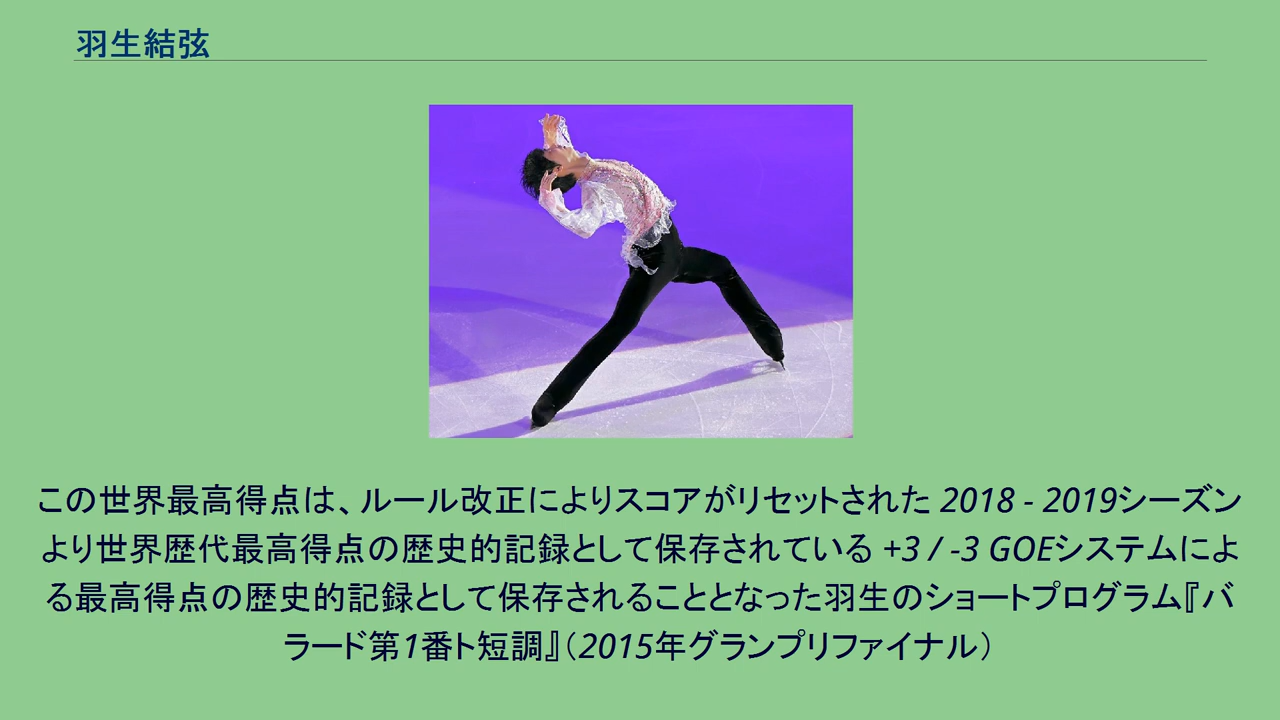 羽生結弦
この世界最高得点は、ルール改正によりスコアがリセットされた 2018 - 2019シーズン
より世界歴代最高得点の歴史的記録として保存されている +3 / -3 GOEシステムによ
る最高得点の歴史的記録として保存されることとなった羽生のショートプログラム『バ
ラード第1番ト短調』（2015年グランプリファイナル）